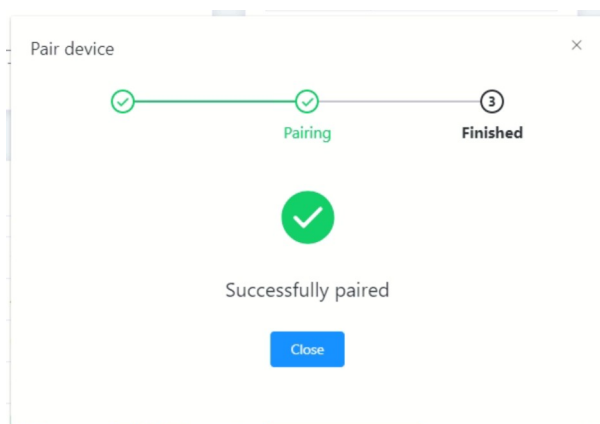 Pair device
3
Pairing
Finished
Successfully paired
Close